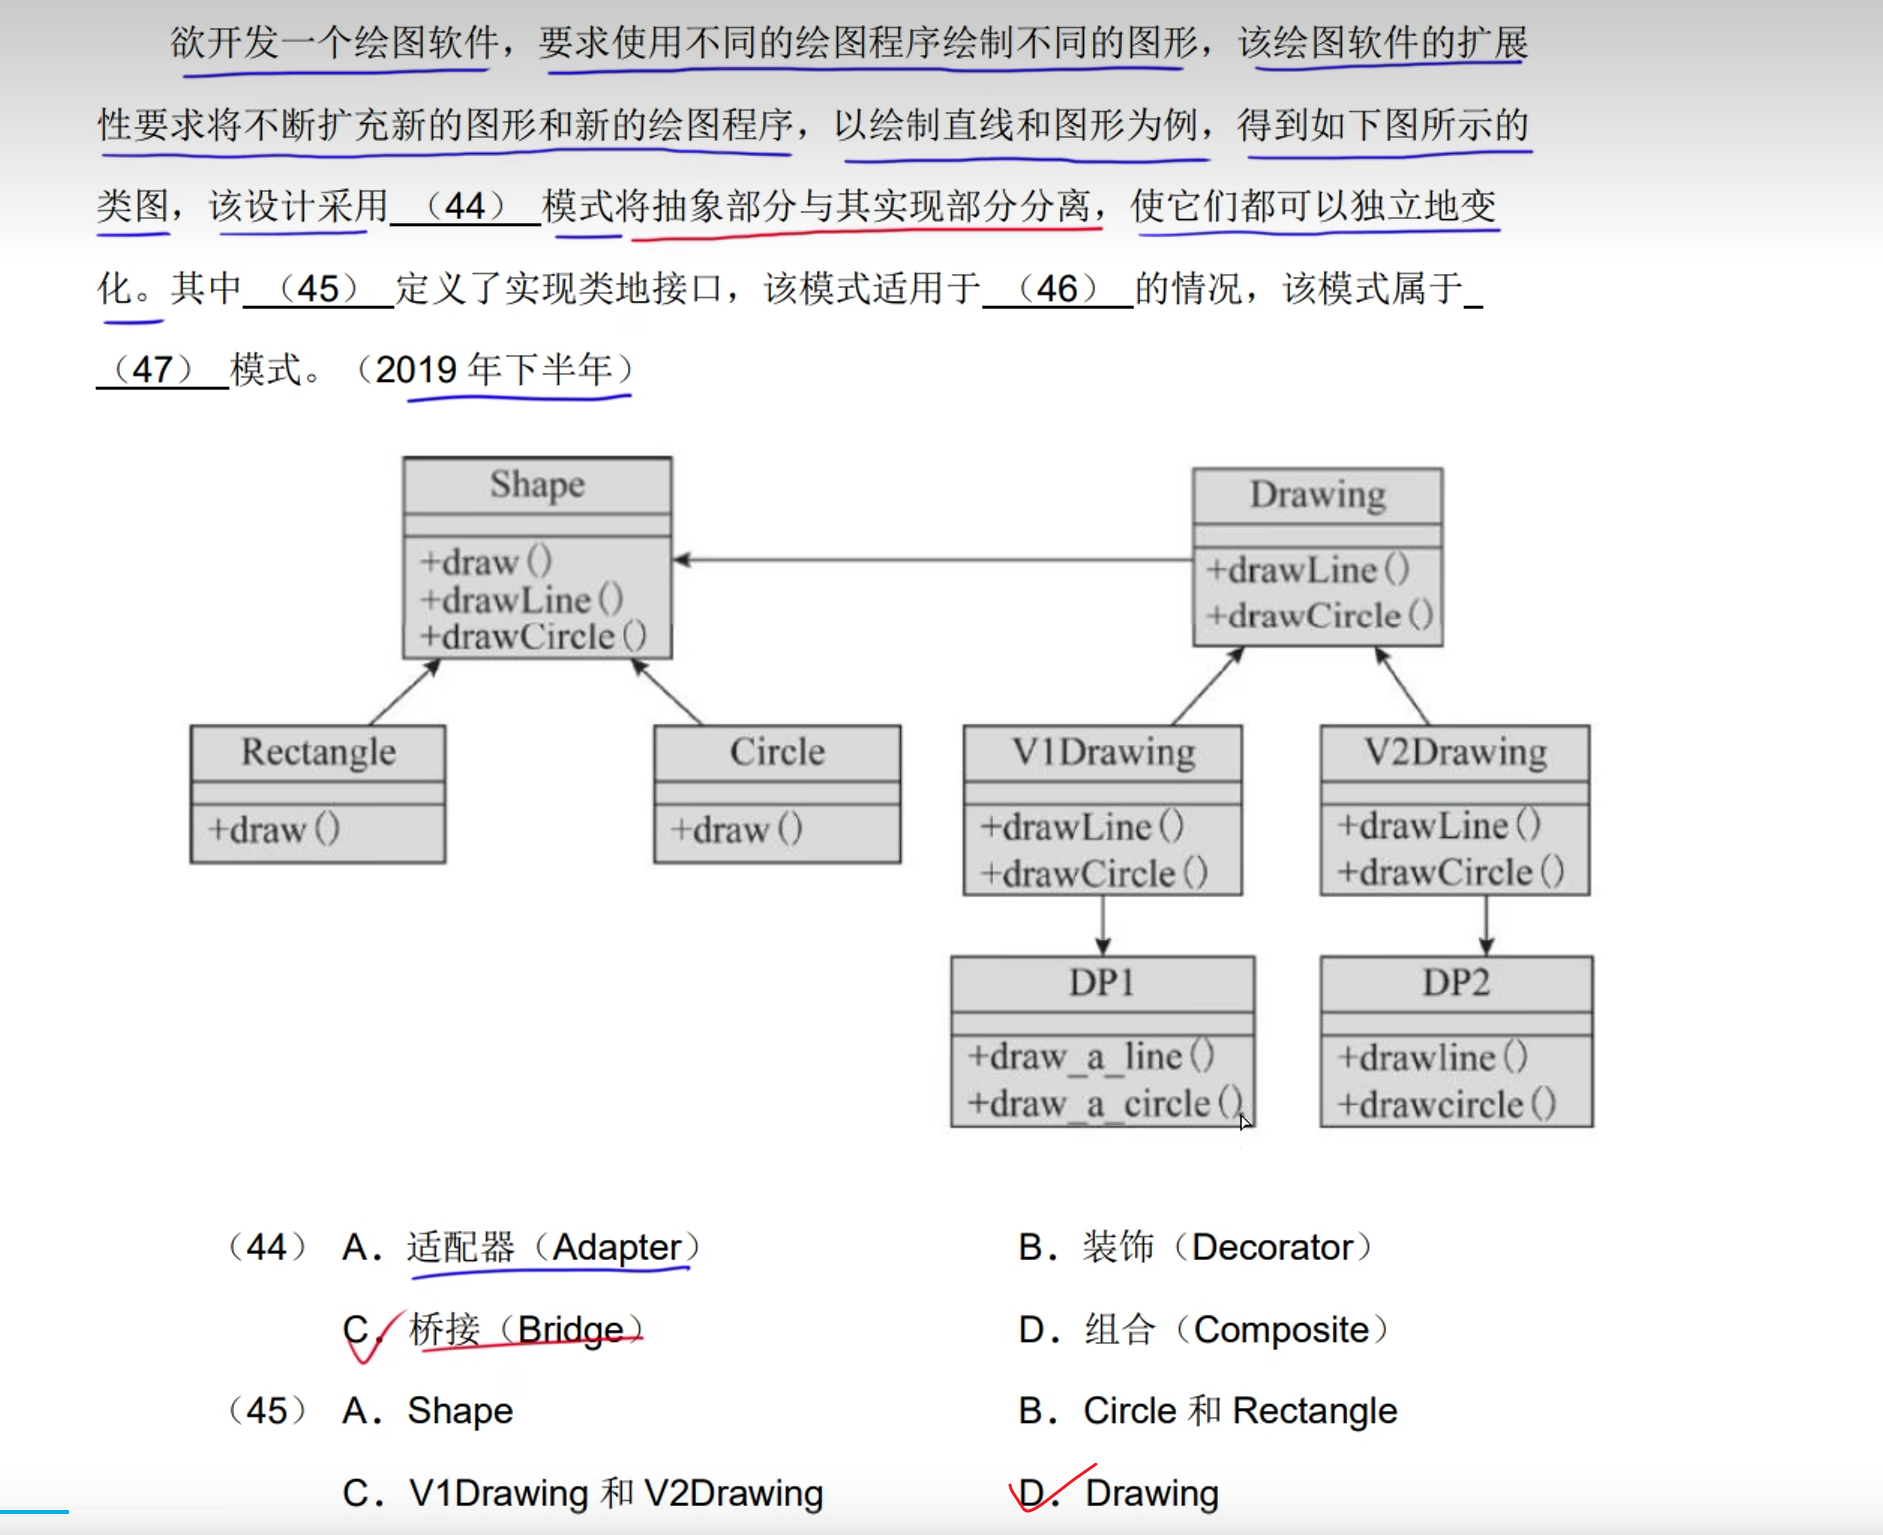 欲开发一个绘图软件，要求使用不同的绘图程序绘制不同的图形，该绘图软件的扩展
性要求将不断扩充新的图形和新的绘图程序，以绘制直线和图形为例，得到如下图所示的
类图，该设计采用（44）模式将抽象部分与其实现部分分离，使它们都可以独立地变
化。其中（45）定义了实现类地接口，该模式适用于（46）的情况，该模式属于
（47）模式。（2019 年下半年）
Shape
+draw()
+drawLine()
+drawCircle()
Drawing
+drawLine()
+drawCircle()
Rectangle
+draw()
Circle
+draw()
V1Drawing
+drawLine()
+drawCircle()
V2Drawing
+drawLine()
+drawCircle()
DP1
+draw_a_line()
+draw_a_circle()
DP2
+drawline()
+drawcircle()
（44） A． 适配器（Adapter） B． 装饰（Decorator）
C． 桥接（Bridge） D． 组合（Composite）
（45） A． Shape B． Circle 和 Rectangle
C． V1Drawing 和 V2Drawing D． Drawing